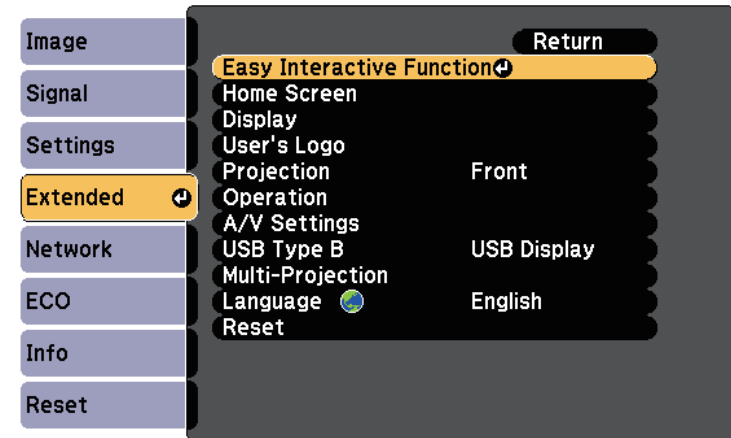 Image
Signal
Settings
Extended
Network
ECO
Info
Reset
Return
Easy Interactive Function
Home Screen
Display
User's Logo
Projection Front
Operation
A/V Settings
USB Type B USB Display
Multi-Projection
Language English
Reset